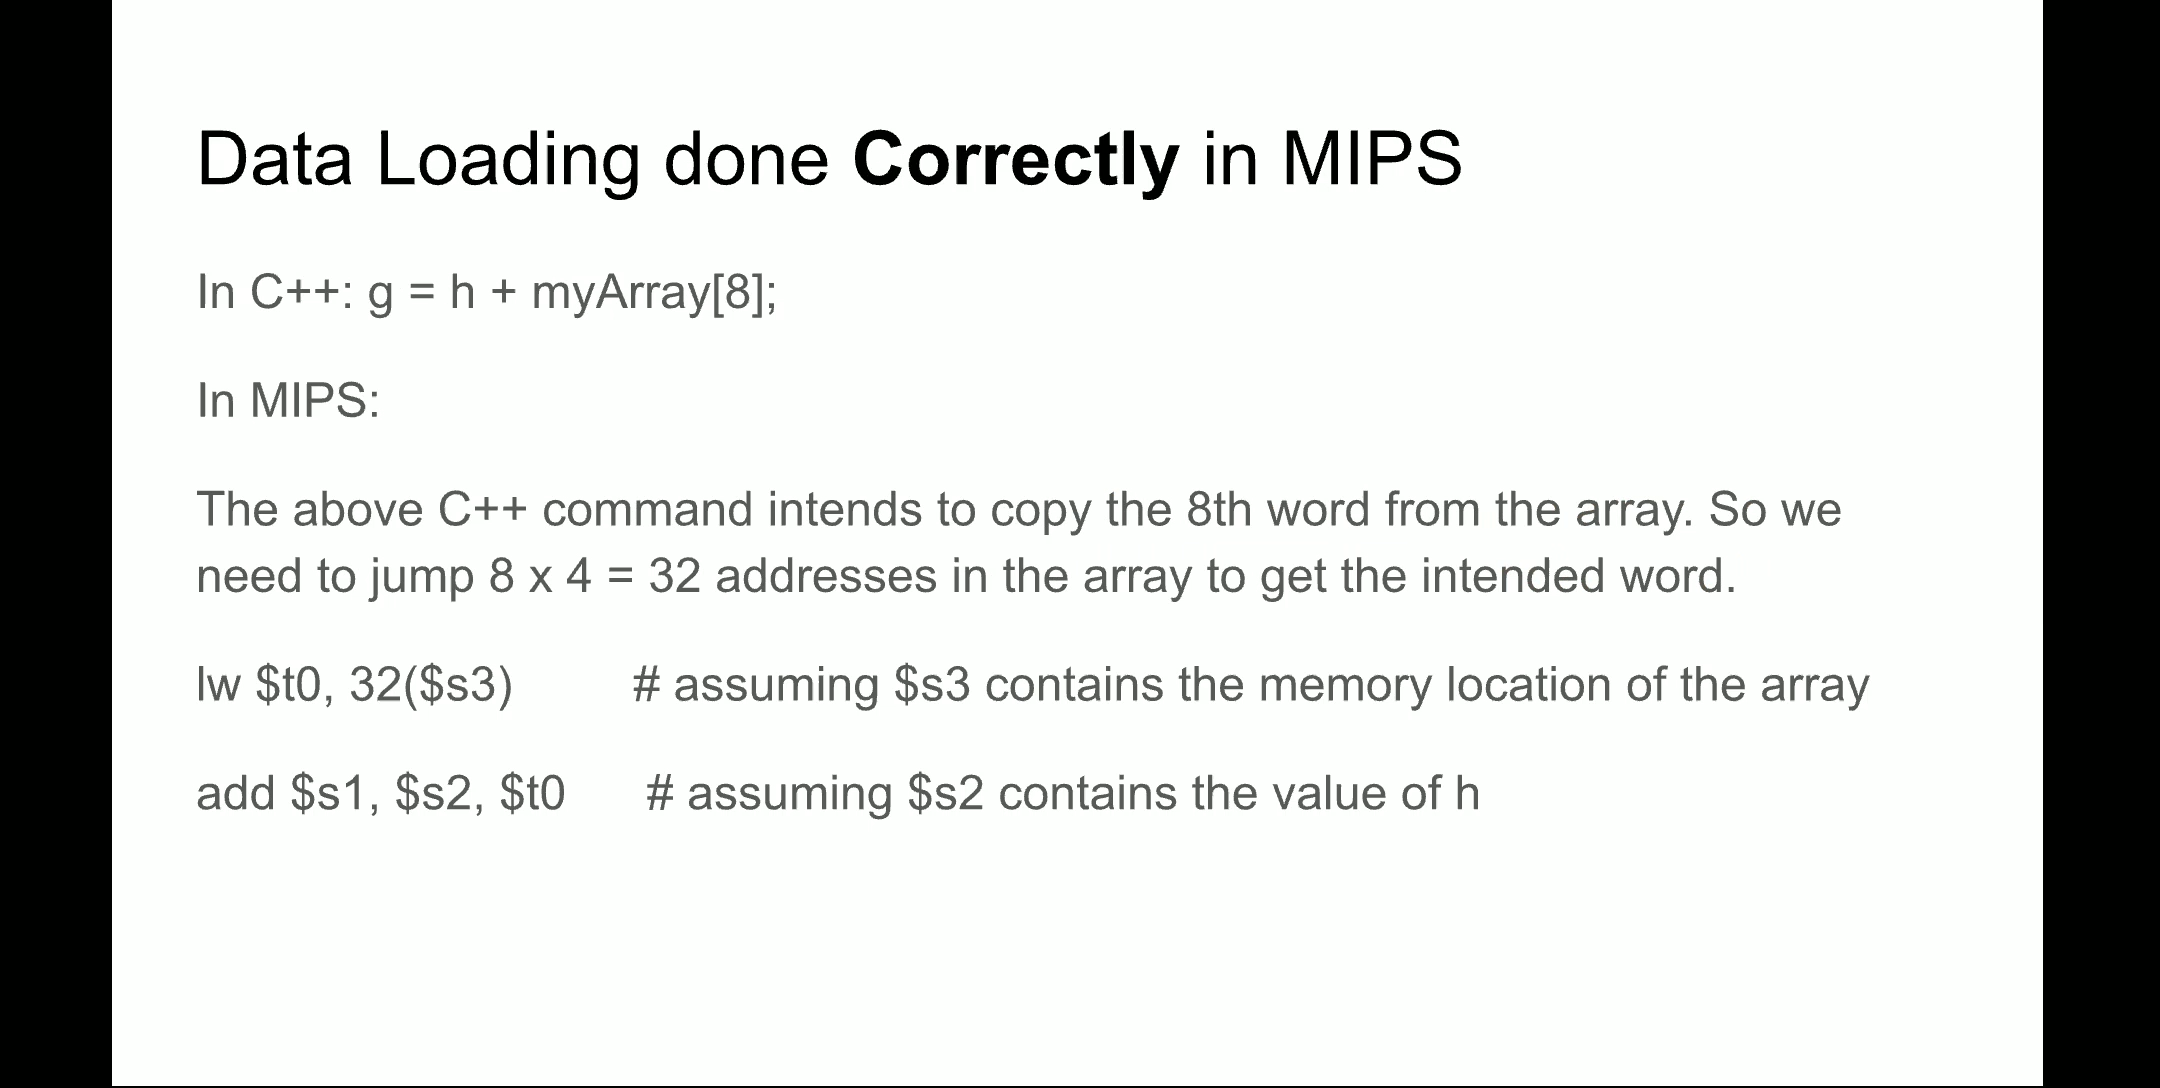 Data Loading done Correctly in MIPS
In C++: g = h + myArray[8];
In MIPS:
The above C++ command intends to copy the 8th word from the array. So we
need to jump 8 x 4 = 32 addresses in the array to get the intended word.
lw $t0, 32($s3) # assuming $s3 contains the memory location of the array
add $s1, $s2, $t0 # assuming $s2 contains the value of h